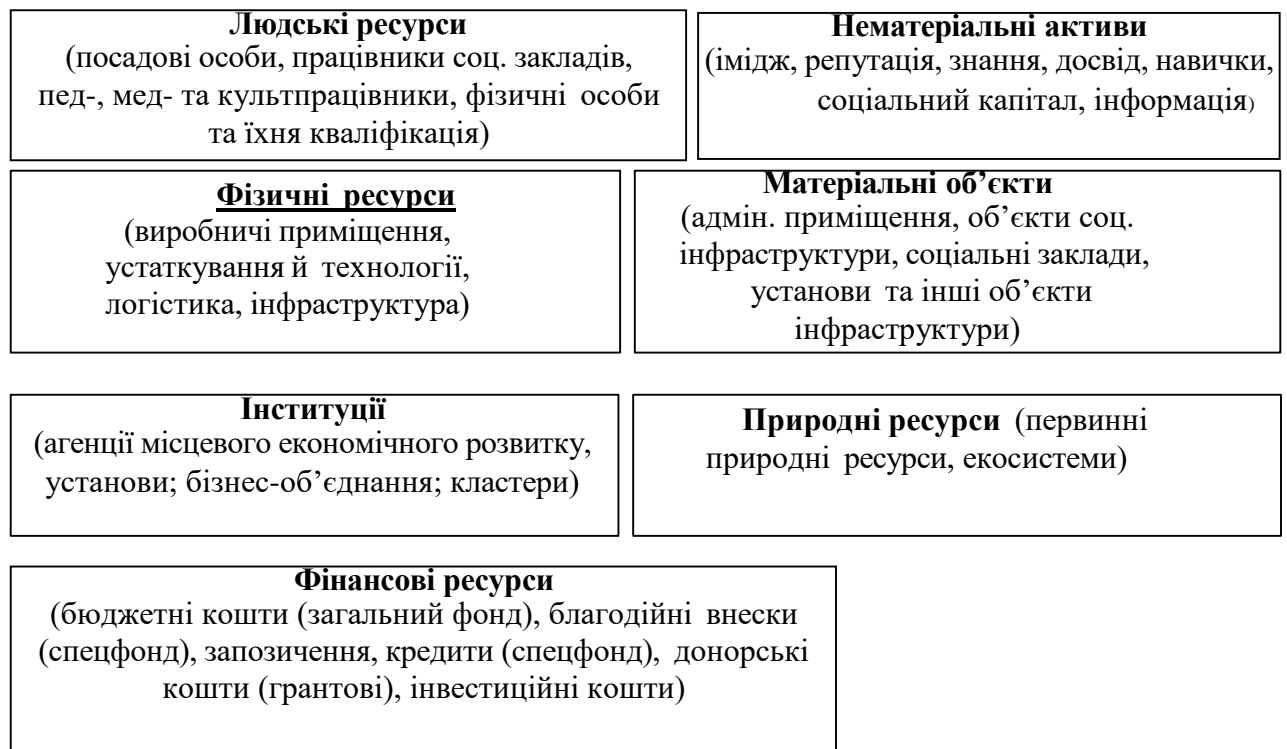 Людські ресурси
(посадові особи, працівники соц. закладів,
пед-, мед- та культпрацівники, фізичні особи
та їхня кваліфікація)
Нематеріальні активи
(імідж, репутація, знання, досвід, навички,
соціальний капітал, інформація)
Фізичні ресурси
(виробничі приміщення,
устаткування й технології,
логістика, інфраструктура)
Матеріальні об’єкти
(адмін. приміщення, об’єкти соц.
інфраструктури, соціальні заклади,
установи та інші об’єкти
інфраструктури)
Інституції
(агенції місцевого економічного розвитку,
установи; бізнес-об’єднання; кластери)
Природні ресурси (первинні
природні ресурси, екосистеми)
Фінансові ресурси
(бюджетні кошти (загальний фонд), благодійні внески
(спецфонд), запозичення, кредити (спецфонд), донорські
кошти (грантові), інвестиційні кошти)